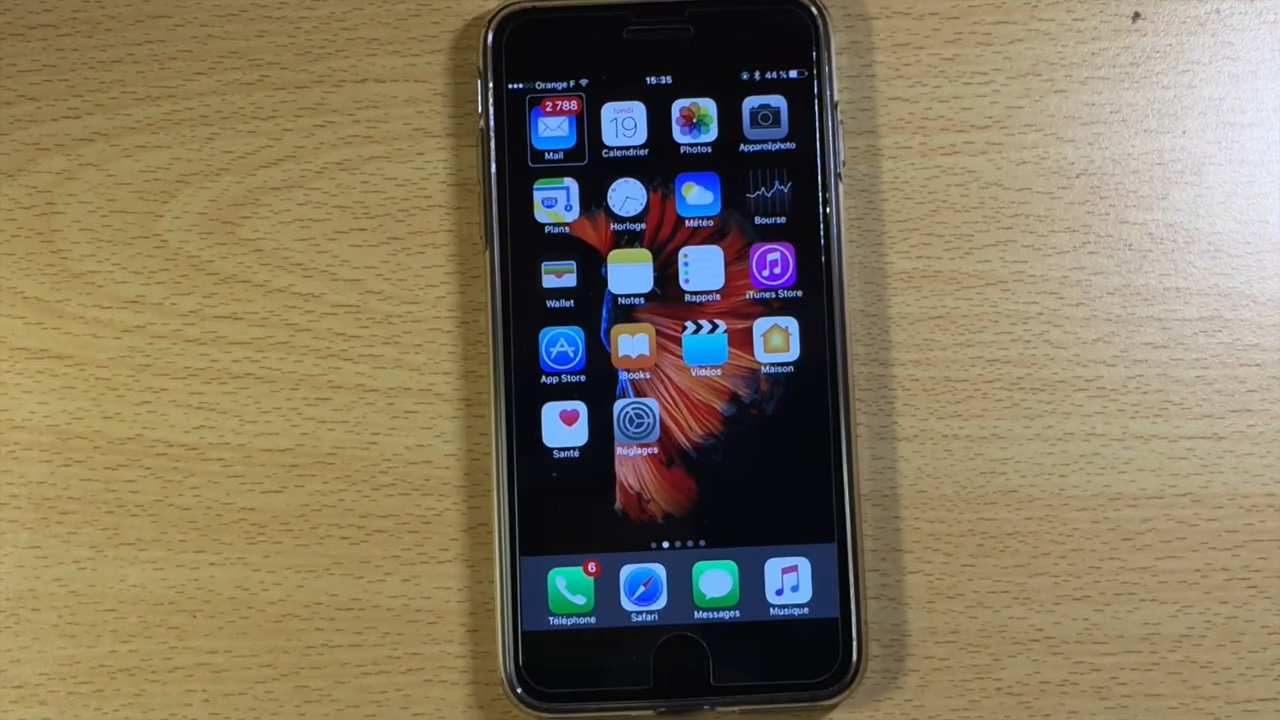 Orange F 15:35 44 %
2 788 lundi
19
Mail Calendrier Photos Appareil photo
280
Plans Horloge Météo Bourse
Wallet Notes Rappels iTunes Store
App Store iBooks Vidéos Maison
Santé Réglages
6
Téléphone Safari Messages Musique